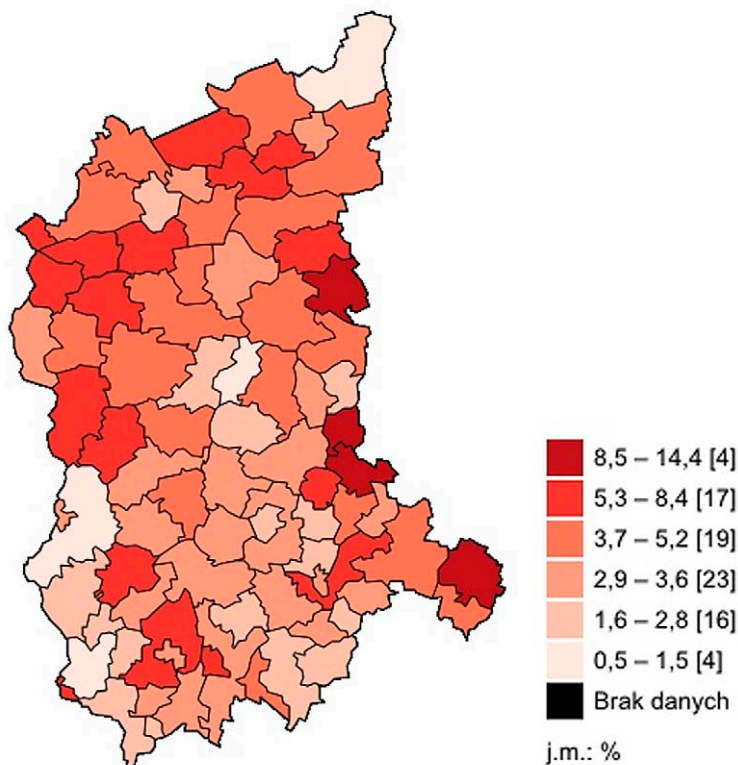 8,5 – 14,4 [4]
5,3 – 8,4 [17]
3,7 – 5,2 [19]
2,9 – 3,6 [23]
1,6 – 2,8 [16]
0,5 – 1,5 [4]
Brak danych
j.m.: %